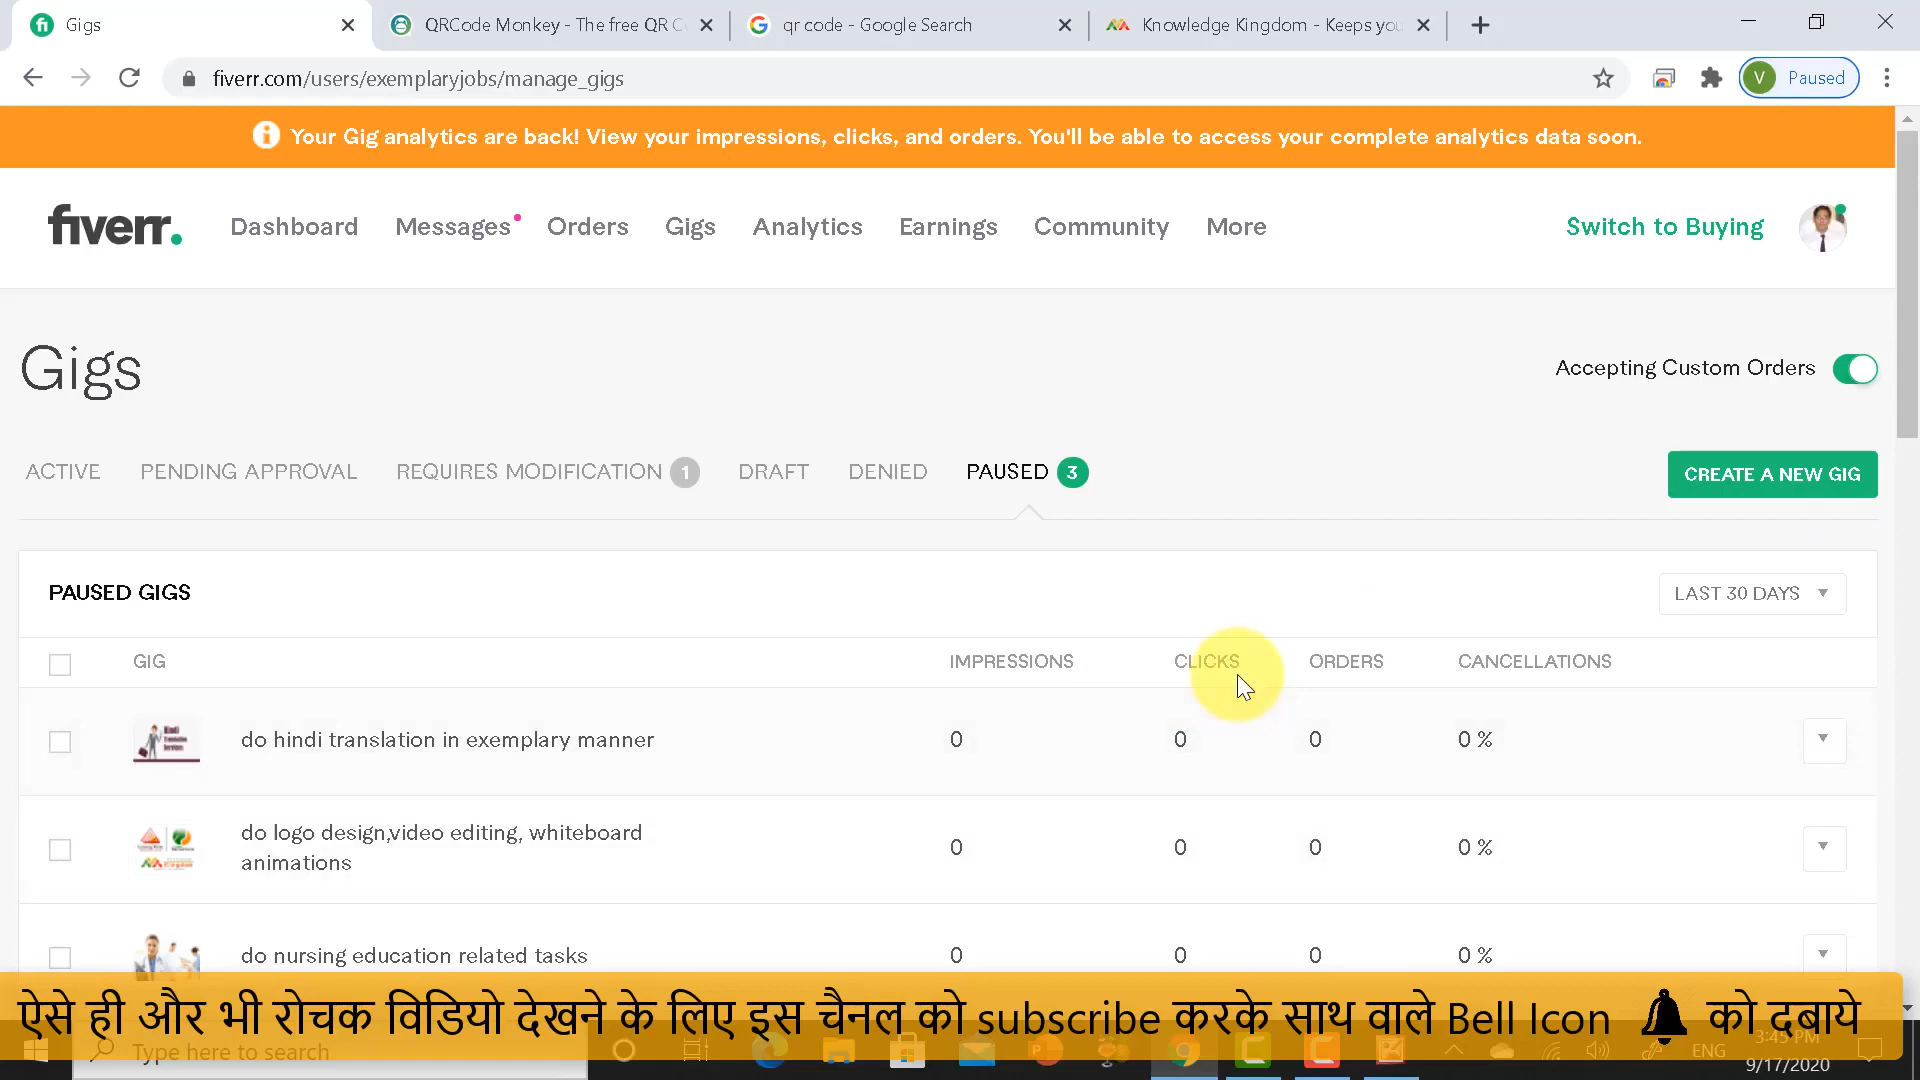 Gigs
QRCode Monkey - The free QR C
qr code - Google Search
Knowledge Kingdom - Keeps you
fiverr.com/users/exemplaryjobs/manage_gigs
V Paused
Your Gig analytics are back! View your impressions, clicks, and orders. You'll be able to access your complete analytics data soon.
fiverr. Dashboard Messages Orders Gigs Analytics Earnings Community More Switch to Buying
Gigs
Accepting Custom Orders
ACTIVE PENDING APPROVAL REQUIRES MODIFICATION 1 DRAFT DENIED PAUSED 3 CREATE A NEW GIG
PAUSED GIGS LAST 30 DAYS
GIG IMPRESSIONS CLICKS ORDERS CANCELLATIONS
Hindi Translation Services
do hindi translation in exemplary manner 0 0 0 0 %
do logo design,video editing, whiteboard
animations 0 0 0 0 %
do nursing education related tasks 0 0 0 0 %
ऐसे ही और भी रोचक विडियो देखने के लिए इस चैनल को subscribe करके साथ वाले Bell Icon को दबाये
Type here to search
ENG
3:45 PM
9/17/2020